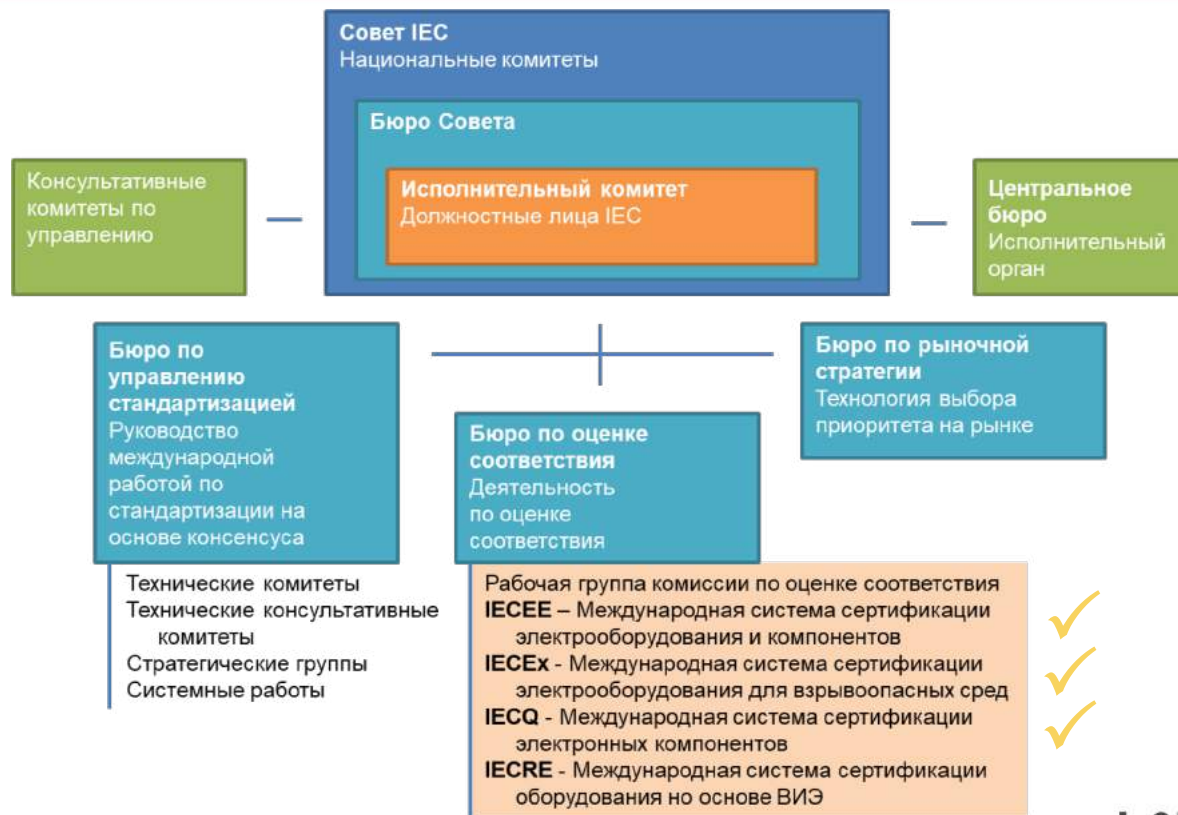 Совет IEC
Национальные комитеты
Бюро Совета
Исполнительный комитет
Должностные лица IEC
Консультативные
комитеты по
управлению
Центральное
бюро
Исполнительный
орган
Бюро по
управлению
стандартизацией
Руководство
международной
работой по
стандартизации на
основе консенсуса
Технические комитеты
Технические консультативные
комитеты
Стратегические группы
Системные работы
Бюро по оценке
соответствия
Деятельность
по оценке
соответствия
Рабочая группа комиссии по оценке соответствия
IECEE – Международная система сертификации
электрооборудования и компонентов
IECEx - Международная система сертификации
электрооборудования для взрывоопасных сред
IECQ - Международная система сертификации
электронных компонентов
IECRE - Международная система сертификации
оборудования но основе ВИЭ
Бюро по рыночной
стратегии
Технология выбора
приоритета на рынке